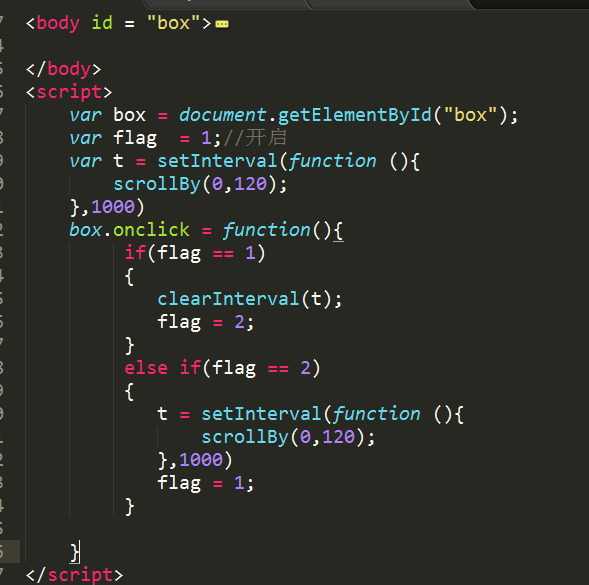 <body id = "box">
</body>
<script>
var box = document.getElementById("box");
var flag  = 1;//开启
var t = setInterval(function (){
scrollBy(0,120);
},1000)
box.onclick = function(){
if(flag == 1)
{
clearInterval(t);
flag = 2;
}
else if(flag == 2)
{
t = setInterval(function (){
scrollBy(0,120);
},1000)
flag = 1;
}
}
</script>